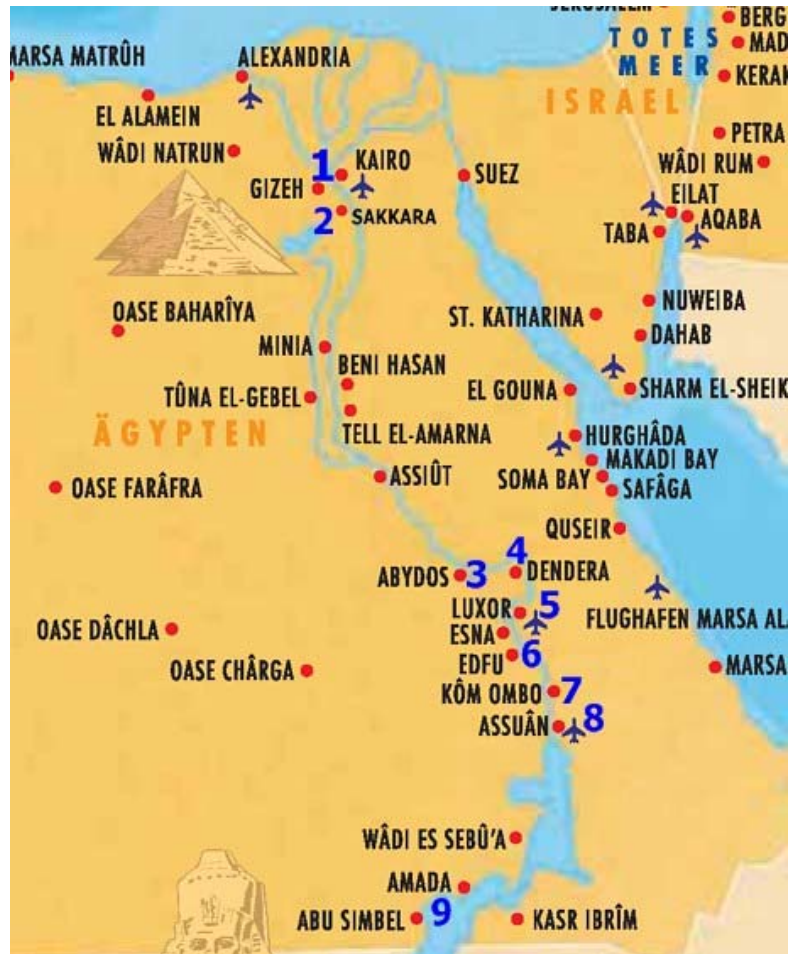 JERUSALEM
BERG
TOTES
MEER
MAD
MARSA MATRÛH
ALEXANDRIA
KERAK
ISRAEL
EL ALAMEIN
PETRA
WÂDI NATRUN
1
KAIRO
SUEZ
WÂDI RUM
GIZEH
EILAT
2
SAKKARA
AQABA
TABA
OASE BAHARÎYA
NUWEIBA
ST. KATHARINA
DAHAB
MINIA
BENI HASAN
TÛNA EL-GEBEL
EL GOUNA
SHARM EL-SHEIK
ÄGYPTEN
TELL EL-AMARNA
HURGHÂDA
MAKADI BAY
ASSIÛT
SOMA BAY
OASE FARÂFRA
SAFÂGA
QUSEIR
4
ABYDOS
3
DENDERA
LUXOR
5
FLUGHAFEN MARSA AL
OASE DÂCHLA
ESNA
6
EDFU
OASE CHÂRGA
MARSA
KÔM OMBO
7
ASSUÂN
8
WÂDI ES SEBÛ'A
AMADA
ABU SIMBEL
9
KASR IBRÎM